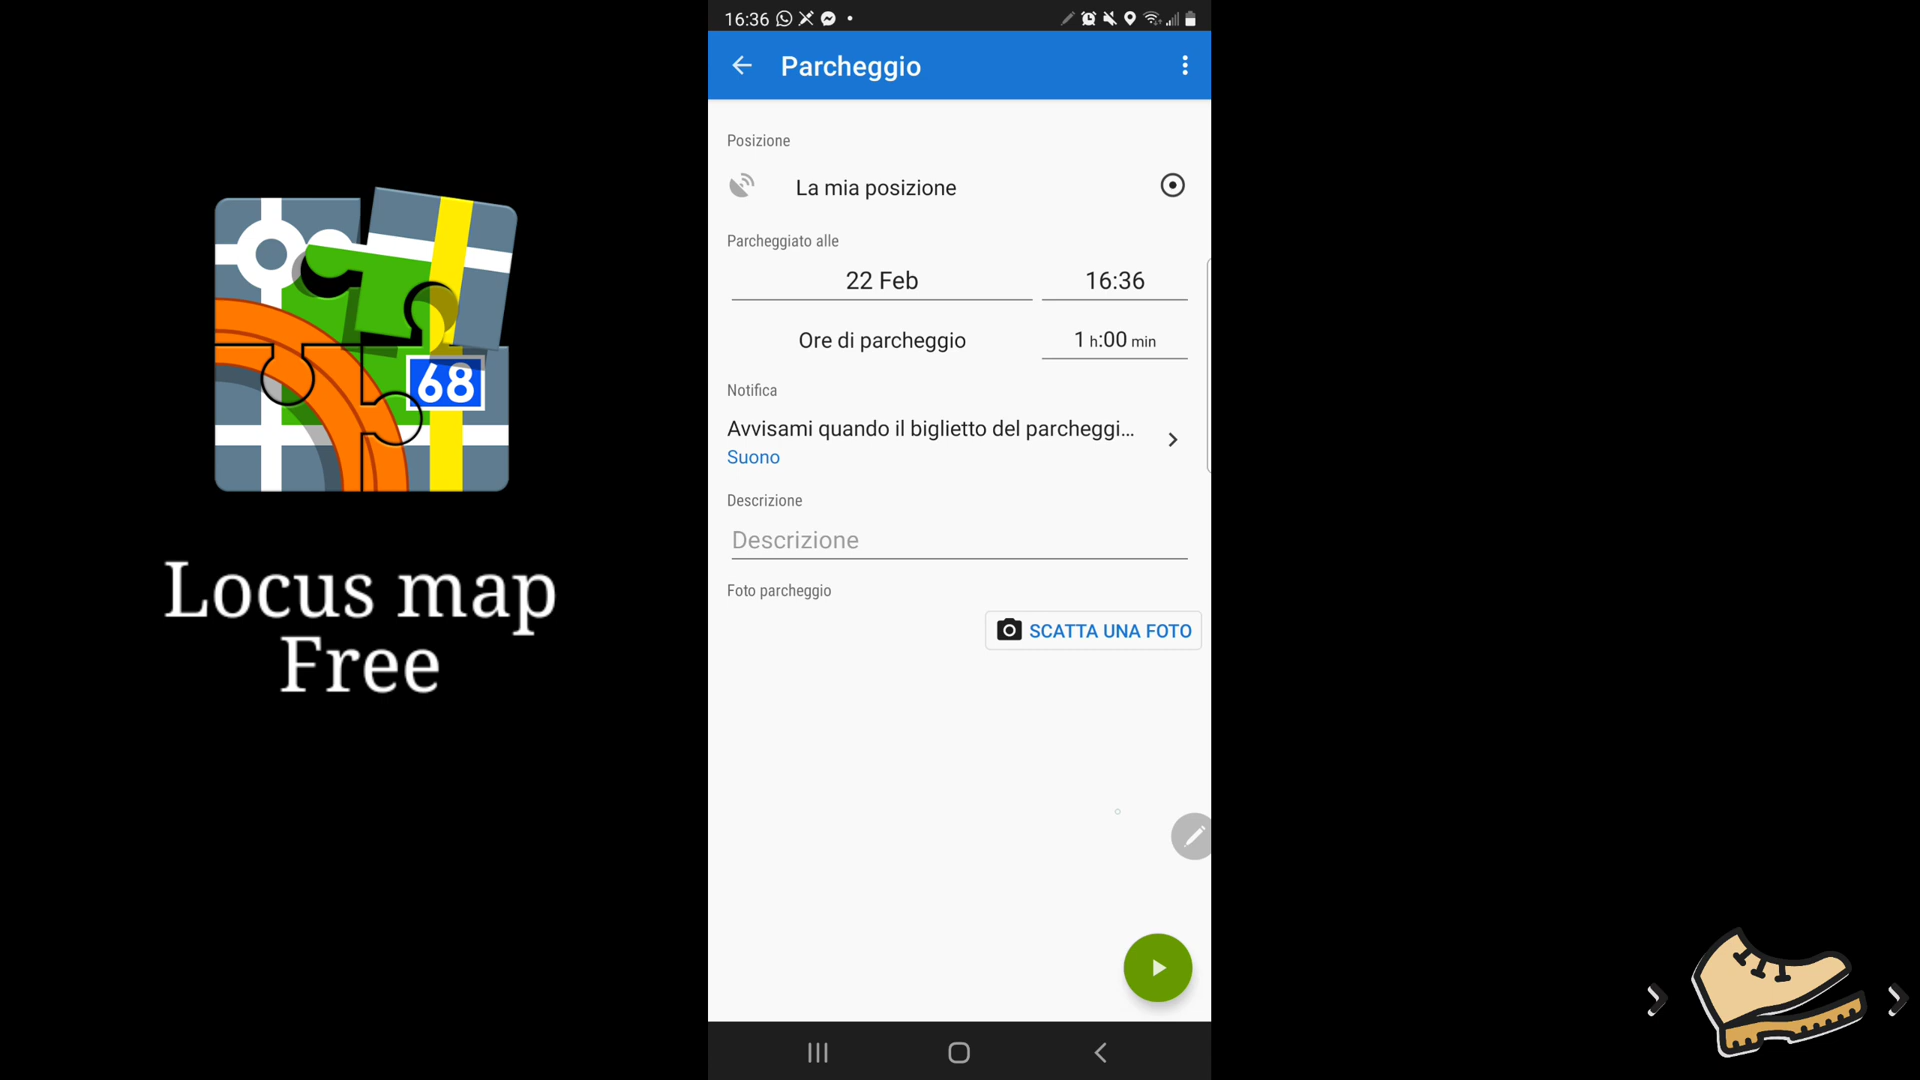 16:36
Parcheggio
Posizione
La mia posizione
Parcheggiato alle
22 Feb 16:36
Ore di parcheggio 1 h:00 min
Notifica
Avvisami quando il biglietto del parcheggi...
Suono
Descrizione
Descrizione
Foto parcheggio
SCATTA UNA FOTO
68
Locus map
Free